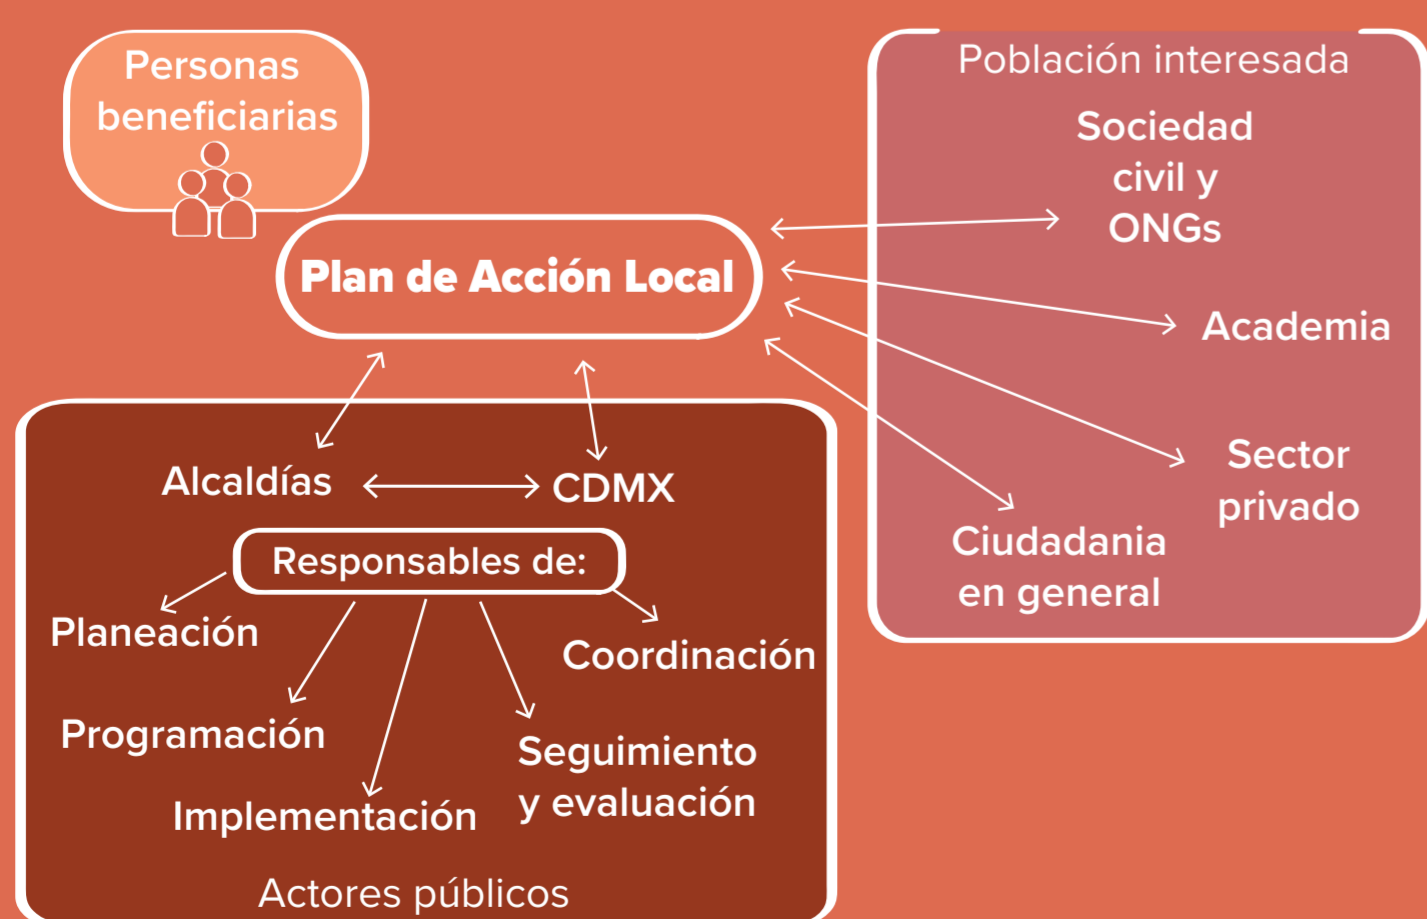 Personas
beneficiarias
Plan de Acción Local
Población interesada
Sociedad
civil y
ONGs
Academia
Sector
privado
Ciudadania
en general
Alcaldías
CDMX
Responsables de:
Planeación
Programación
Implementación
Seguimiento
y evaluación
Coordinación
Actores públicos